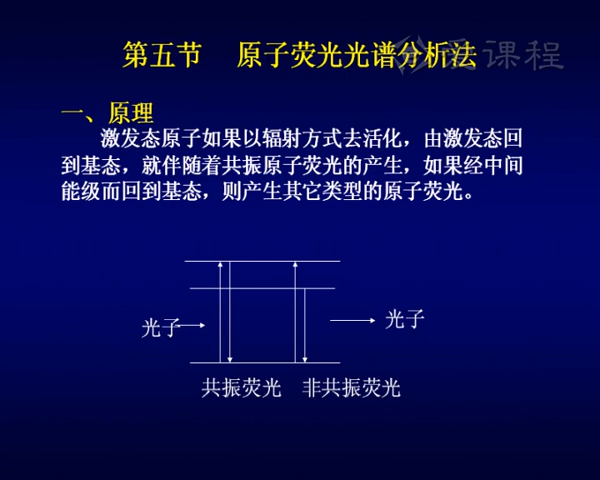 第五节 原子荧光光谱分析法
爱课程
一、原理
激发态原子如果以辐射方式去活化，由激发态回
到基态，就伴随着共振原子荧光的产生，如果经中间
能级而回到基态，则产生其它类型的原子荧光。
光子
光子
共振荧光 非共振荧光